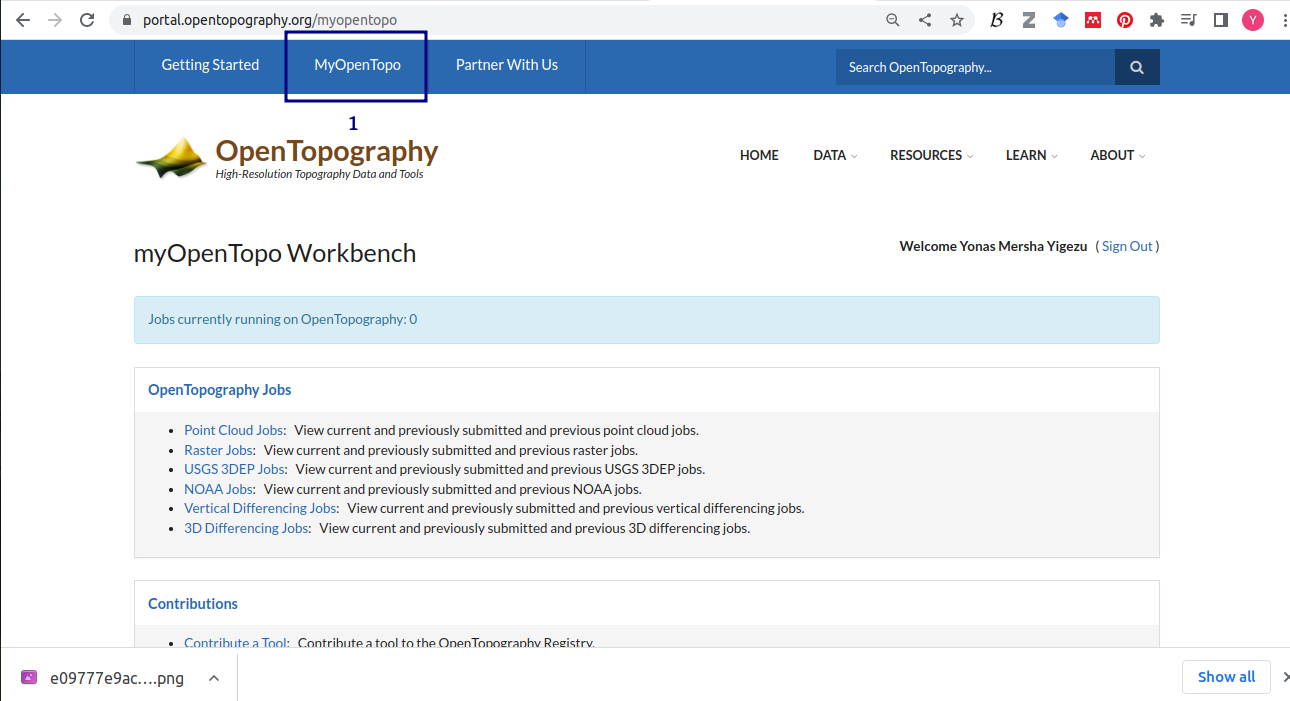 portal.opentopography.org/myopentopo
B Z Y
Getting Started MyOpenTopo Partner With Us Search OpenTopography...
1
OpenTopography
High-Resolution Topography Data and Tools
HOME DATA RESOURCES LEARN ABOUT
myOpenTopo Workbench
Welcome Yonas Mersha Yigezu ( Sign Out )
Jobs currently running on OpenTopography: 0
OpenTopography Jobs
• Point Cloud Jobs: View current and previously submitted and previous point cloud jobs.
• Raster Jobs: View current and previously submitted and previous raster jobs.
• USGS 3DEP Jobs: View current and previously submitted and previous USGS 3DEP jobs.
• NOAA Jobs: View current and previously submitted and previous NOAA jobs.
• Vertical Differencing Jobs: View current and previously submitted and previous vertical differencing jobs.
• 3D Differencing Jobs: View current and previously submitted and previous 3D differencing jobs.
Contributions
• Contribute a Tool: Contribute a tool to the OpenTopography Registry.
e09777e9ac....png Show all